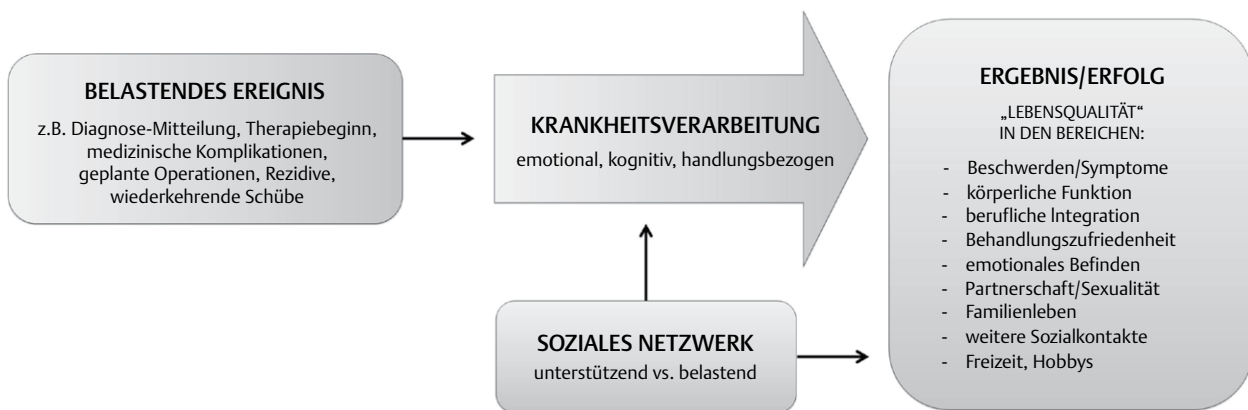 BELASTENDES EREIGNIS
z.B. Diagnose-Mitteilung, Therapiebeginn,
medizinische Komplikationen,
geplante Operationen, Rezidive,
wiederkehrende Schübe
KRANKHEITSVERARBEITUNG
emotional, kognitiv, handlungsbezogen
SOZIALES NETZWERK
unterstützend vs. belastend
ERGEBNIS/ERFOLG
„LEBENSQUALITÄT“
IN DEN BEREICHEN:
- Beschwerden/Symptome
- körperliche Funktion
- berufliche Integration
- Behandlungszufriedenheit
- emotionales Befinden
- Partnerschaft/Sexualität
- Familienleben
- weitere Sozialkontakte
- Freizeit, Hobbys